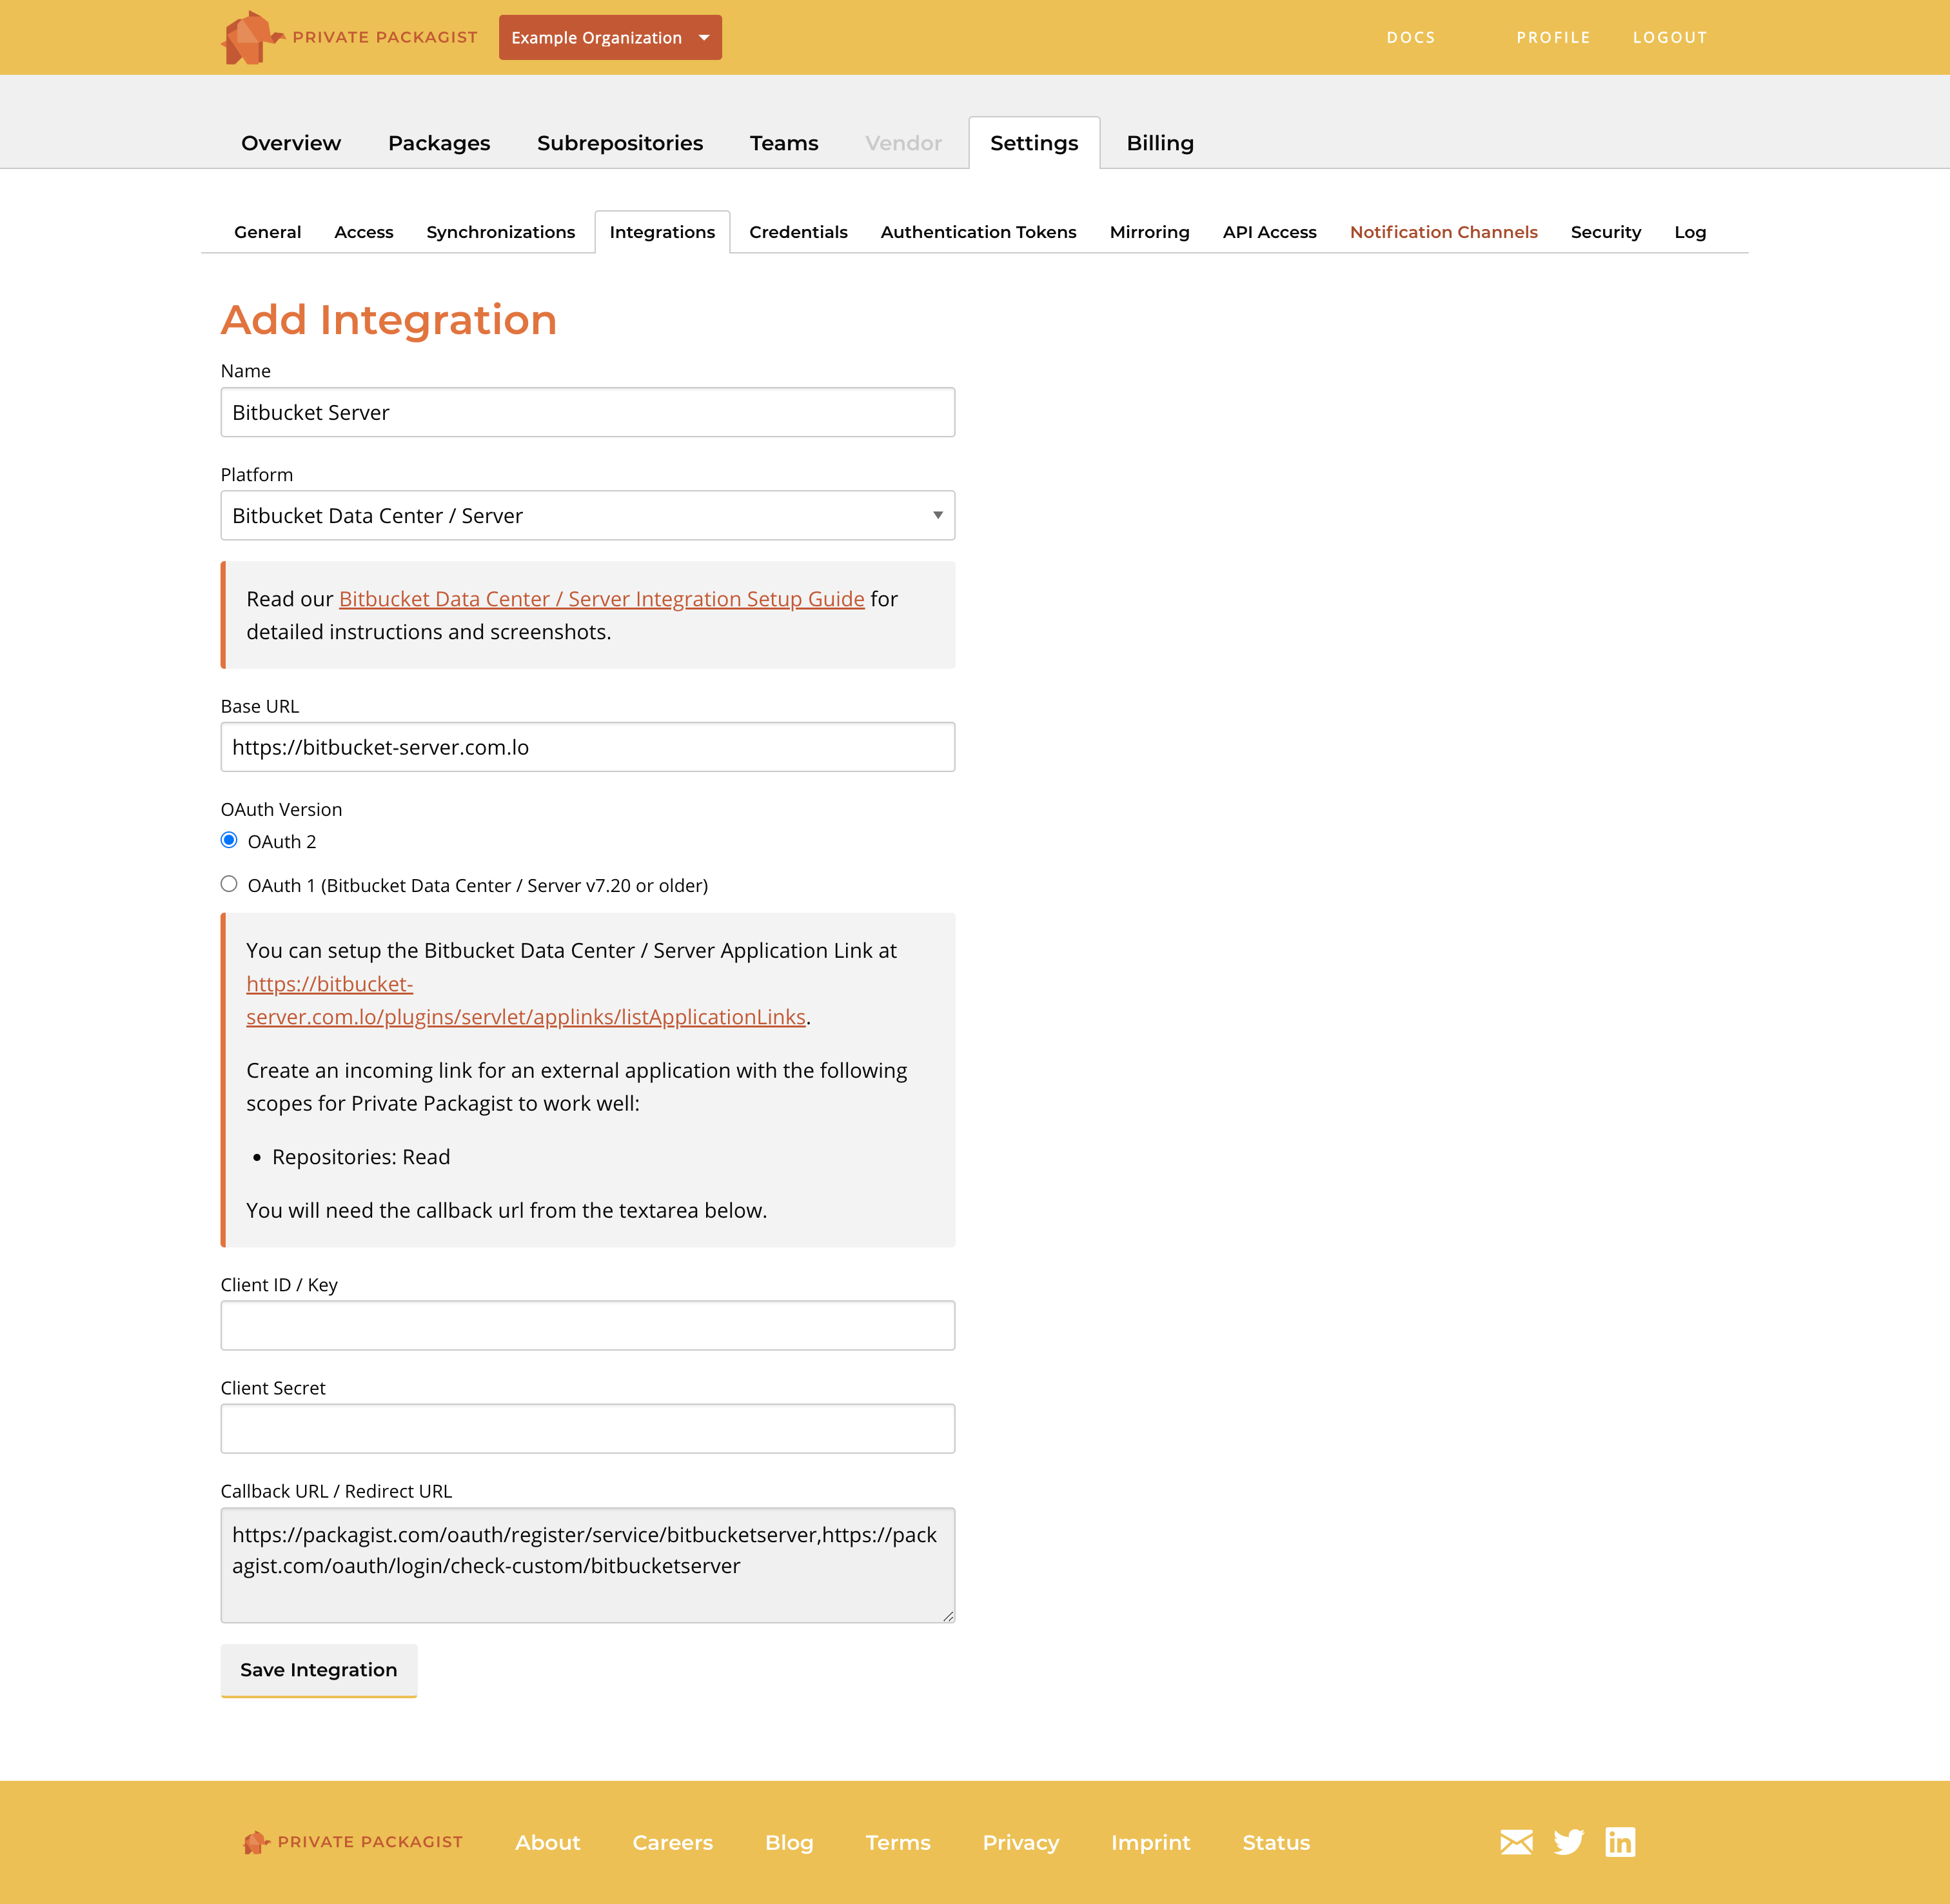 PRIVATE PACKAGIST
Example Organization
DOCS
PROFILE
LOGOUT
Overview
Packages
Subrepositories
Teams
Vendor
Settings
Billing
General
Access
Synchronizations
Integrations
Credentials
Authentication Tokens
Mirroring
API Access
Notification Channels
Security
Log
Add Integration
Name
Bitbucket Server
Platform
Bitbucket Data Center / Server
Read our Bitbucket Data Center / Server Integration Setup Guide for
detailed instructions and screenshots.
Base URL
https://bitbucket-server.com.lo
OAuth Version
OAuth 2
OAuth 1 (Bitbucket Data Center / Server v7.20 or older)
You can setup the Bitbucket Data Center / Server Application Link at
https://bitbucket-
server.com.lo/plugins/servlet/applinks/listApplicationLinks.
Create an incoming link for an external application with the following
scopes for Private Packagist to work well:
• Repositories: Read
You will need the callback url from the textarea below.
Client ID / Key
Client Secret
Callback URL / Redirect URL
https://packagist.com/oauth/register/service/bitbucketserver,https://pack
agist.com/oauth/login/check-custom/bitbucketserver
Save Integration
PRIVATE PACKAGIST
About
Careers
Blog
Terms
Privacy
Imprint
Status
in